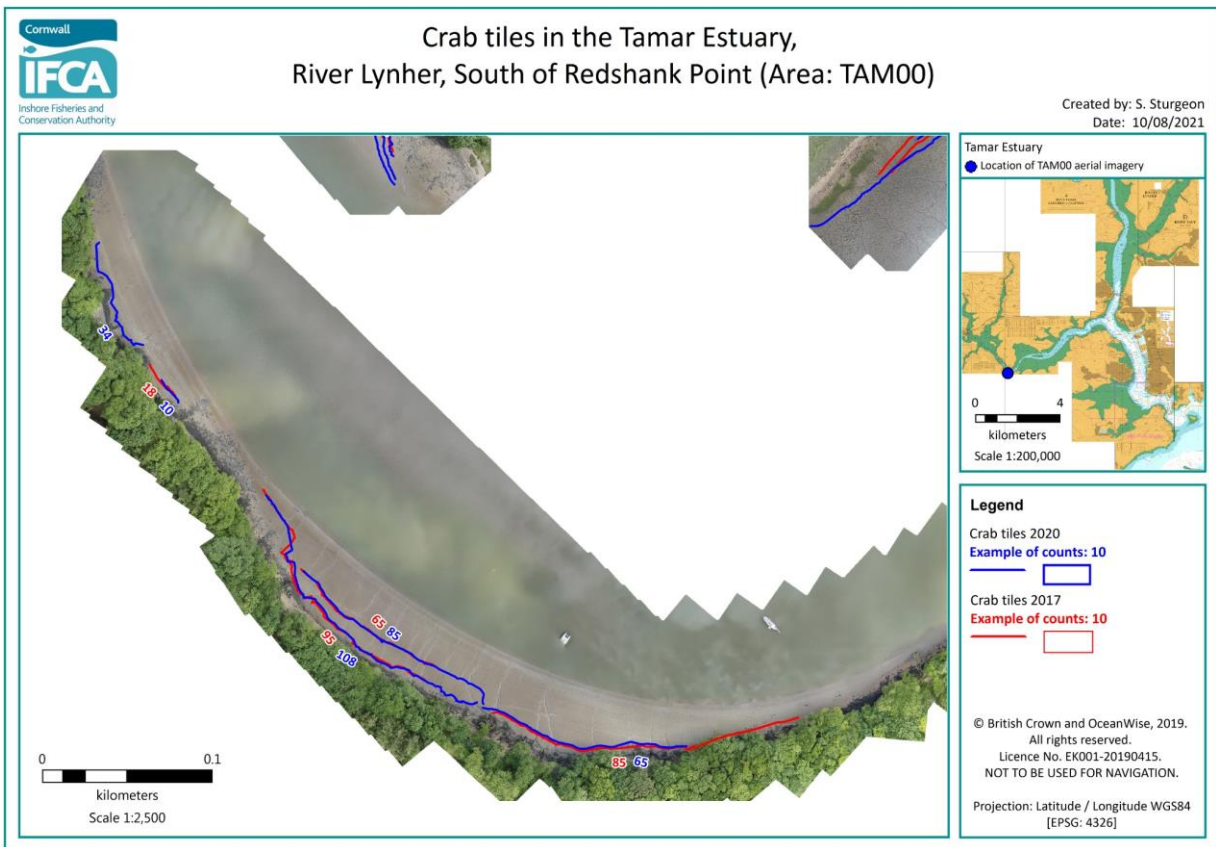 Cornwall
IFCA
Inshore Fisheries and
Conservation Authority
Crab tiles in the Tamar Estuary,
River Lynher, South of Redshank Point (Area: TAM00)
Created by: S. Sturgeon
Date: 10/08/2021
34
18
10
65
85
95
108
85
65
0
0.1
kilometers
Scale 1:2,500
Tamar Estuary
Location of TAM00 aerial imagery
0
4
kilometers
Scale 1:200,000
Legend
Crab tiles 2020
Example of counts: 10
Crab tiles 2017
Example of counts: 10
© British Crown and OceanWise, 2019.
All rights reserved.
Licence No. EK001-20190415.
NOT TO BE USED FOR NAVIGATION.
Projection: Latitude / Longitude WGS84
[EPSG: 4326]